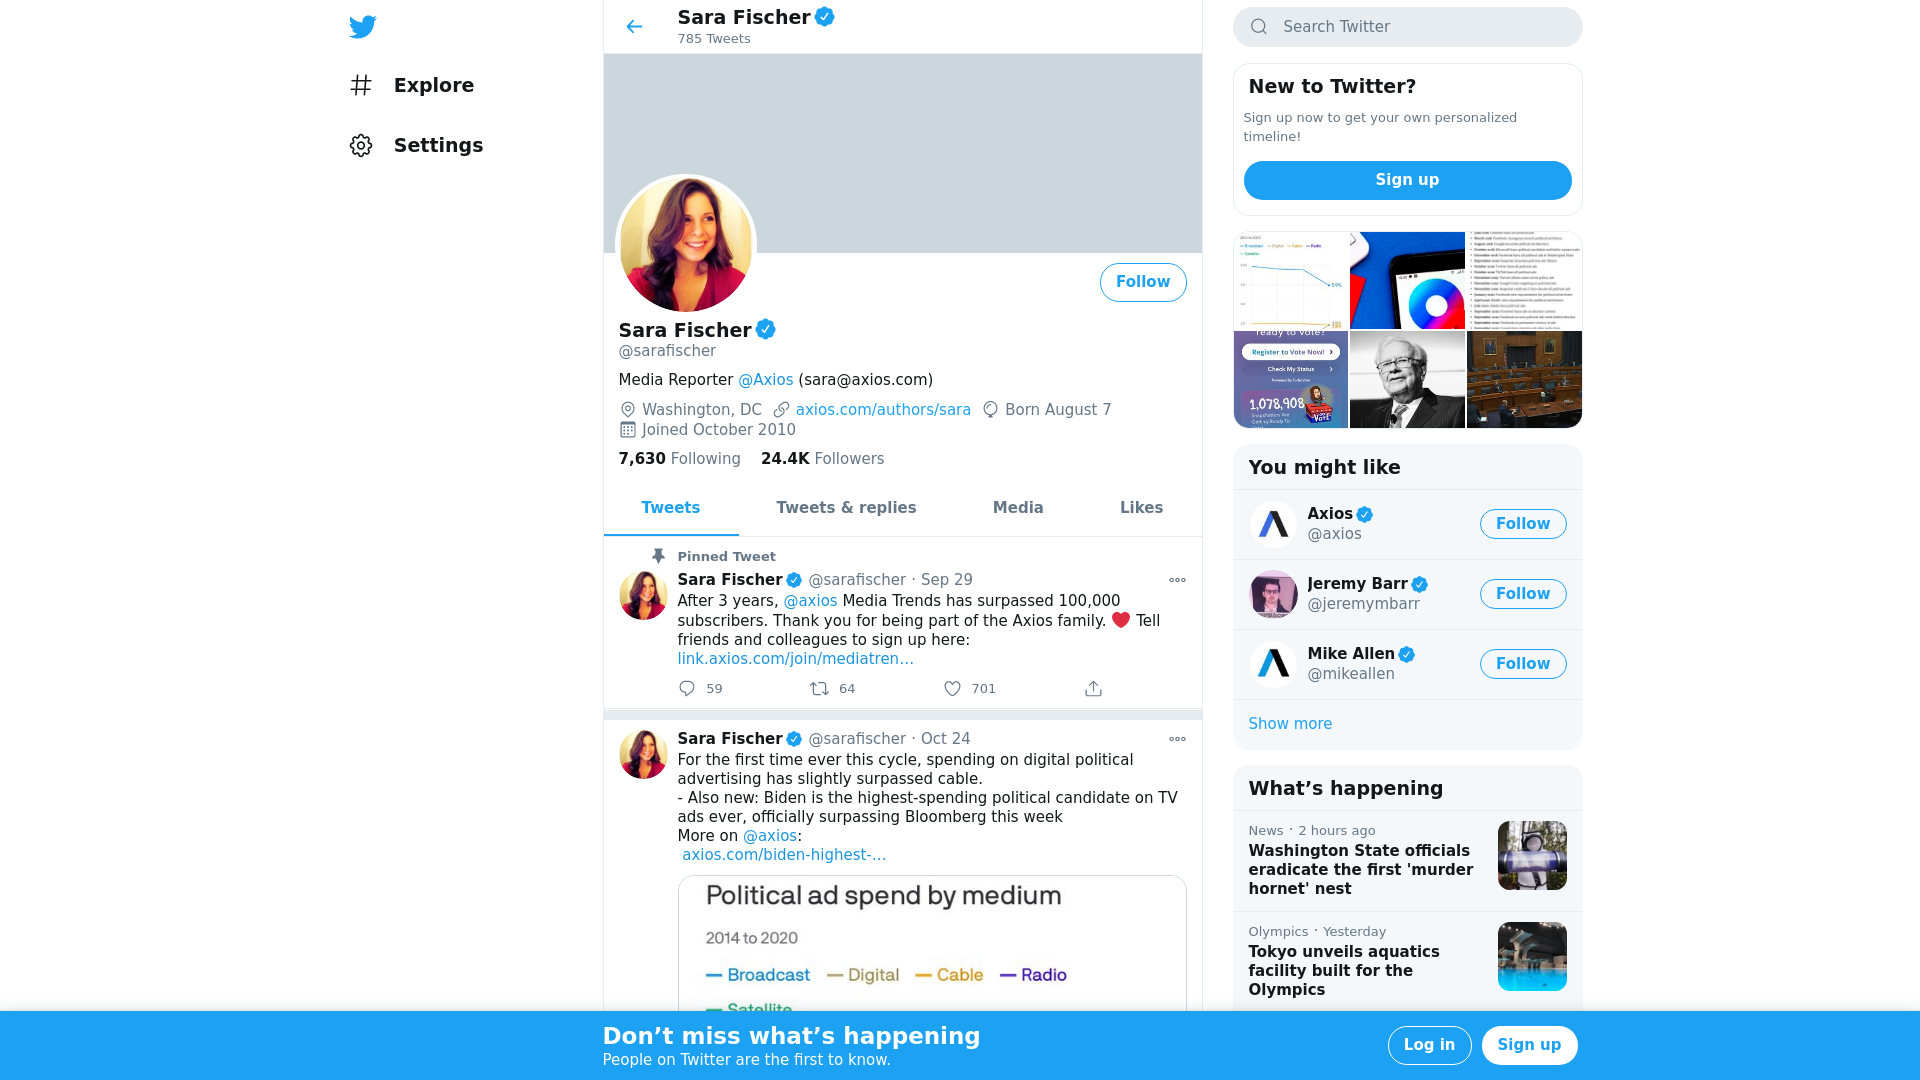 Explore
Settings
Sara Fischer
785 Tweets
Follow
Sara Fischer
@sarafischer
Media Reporter @Axios (sara@axios.com)
Washington, DC axios.com/authors/sara Born August 7
Joined October 2010
7,630 Following 24.4K Followers
Tweets Tweets & replies Media Likes
Pinned Tweet
Sara Fischer @sarafischer · Sep 29
After 3 years, @axios Media Trends has surpassed 100,000
subscribers. Thank you for being part of the Axios family. ❤️ Tell
friends and colleagues to sign up here:
link.axios.com/join/mediatren…
59 64 701
Sara Fischer @sarafischer · Oct 24
For the first time ever this cycle, spending on digital political
advertising has slightly surpassed cable.
- Also new: Biden is the highest-spending political candidate on TV
ads ever, officially surpassing Bloomberg this week
More on @axios:
axios.com/biden-highest-…
Political ad spend by medium
2014 to 2020
Broadcast Digital Cable Radio
Satellite
Search Twitter
New to Twitter?
Sign up now to get your own personalized
timeline!
Sign up
Broadcast Digital Cable Radio
ready to vote?
Register to Vote Now!
Check My Status
1,078,908
You might like
Axios
@axios
Follow
Jeremy Barr
@jeremymbarr
Follow
Mike Allen
@mikeallen
Follow
Show more
What's happening
News · 2 hours ago
Washington State officials
eradicate the first 'murder
hornet' nest
Olympics · Yesterday
Tokyo unveils aquatics
facility built for the
Olympics
Don't miss what's happening
People on Twitter are the first to know.
Log in
Sign up